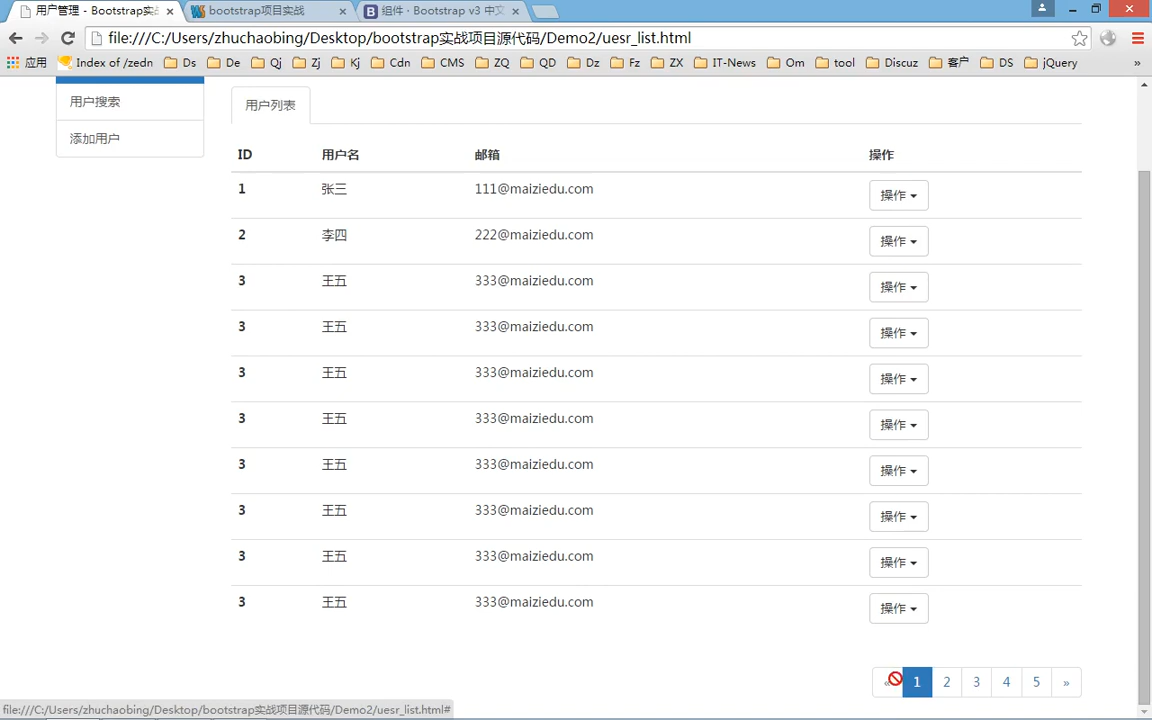 用户管理 - Bootstrap实
bootstrap项目实战
组件 · Bootstrap v3 中文
file:///C:/Users/zhuchaobing/Desktop/bootstrap实战项目源代码/Demo2/uesr_list.html
应用 Index of /zedn Ds De Qj Zj Kj Cdn CMS ZQ QD Dz Fz ZX IT-News Om tool Discuz 客户 DS jQuery »
用户搜索
添加用户
用户列表
ID 用户名 邮箱 操作
1 张三 111@maiziedu.com 操作
2 李四 222@maiziedu.com 操作
3 王五 333@maiziedu.com 操作
3 王五 333@maiziedu.com 操作
3 王五 333@maiziedu.com 操作
3 王五 333@maiziedu.com 操作
3 王五 333@maiziedu.com 操作
3 王五 333@maiziedu.com 操作
3 王五 333@maiziedu.com 操作
3 王五 333@maiziedu.com 操作
« 1 2 3 4 5 »
file:///C:/Users/zhuchaobing/Desktop/bootstrap实战项目源代码/Demo2/uesr_list.html#